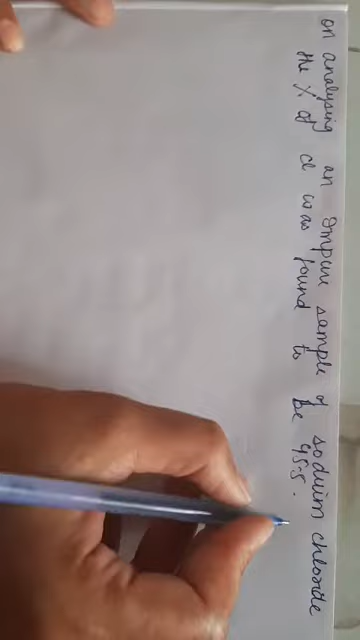 on analysing an Impure sample of sodium chloride
the % of cl was found to be 45.5.